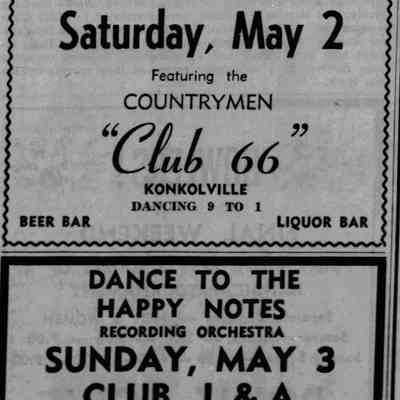 Saturday, May 2
Featuring the
COUNTRYMEN
"Club 66"
KONKOLVILLE
DANCING 9 TO 1
BEER BAR LIQUOR BAR
DANCE TO THE
HAPPY NOTES
RECORDING ORCHESTRA
SUNDAY, MAY 3
CLUB J & A